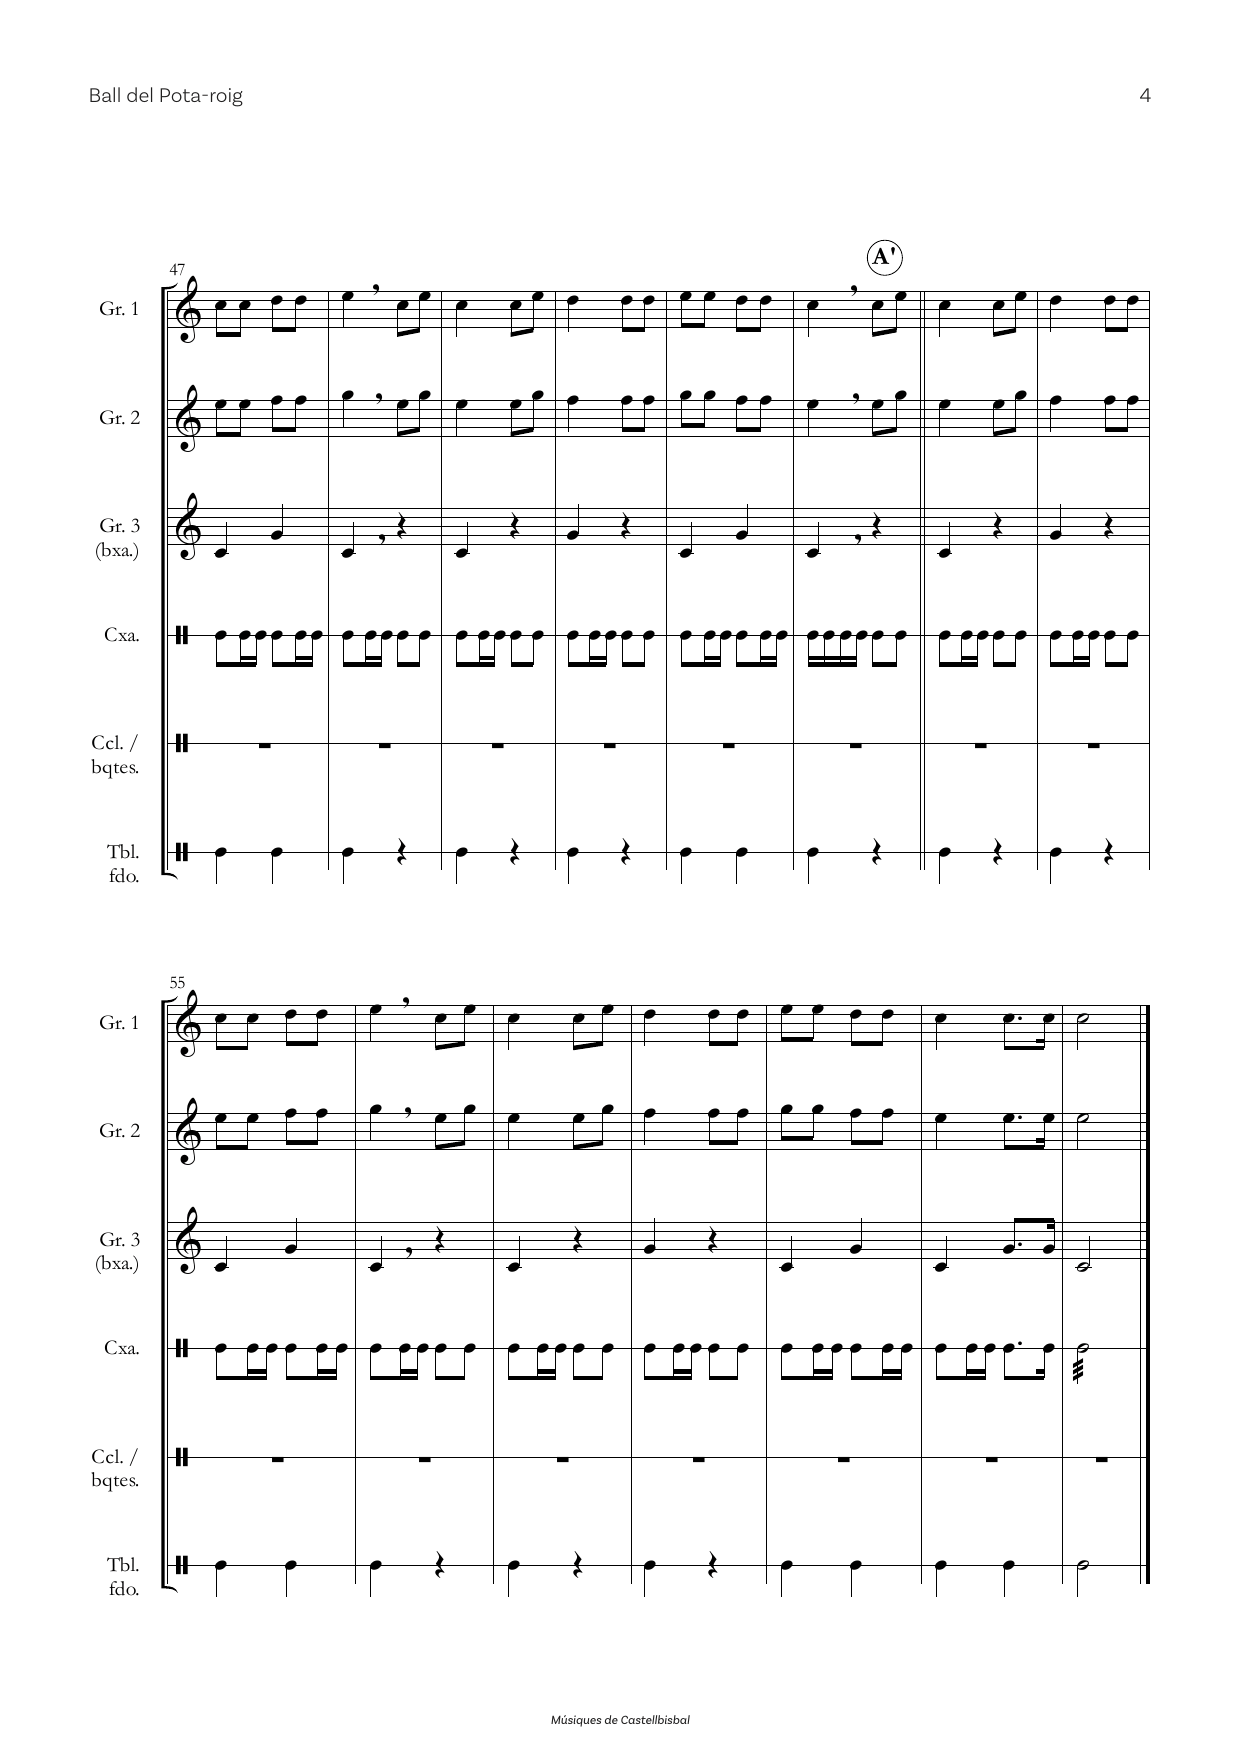 Ball del Pota-roig
4
A'
47
Gr. 1
Gr. 2
Gr. 3
(bxa.)
Cxa.
Ccl. /
bqtes.
Tbl.
fdo.
55
Gr. 1
Gr. 2
Gr. 3
(bxa.)
Cxa.
Ccl. /
bqtes.
Tbl.
fdo.
Músiques de Castellbisbal